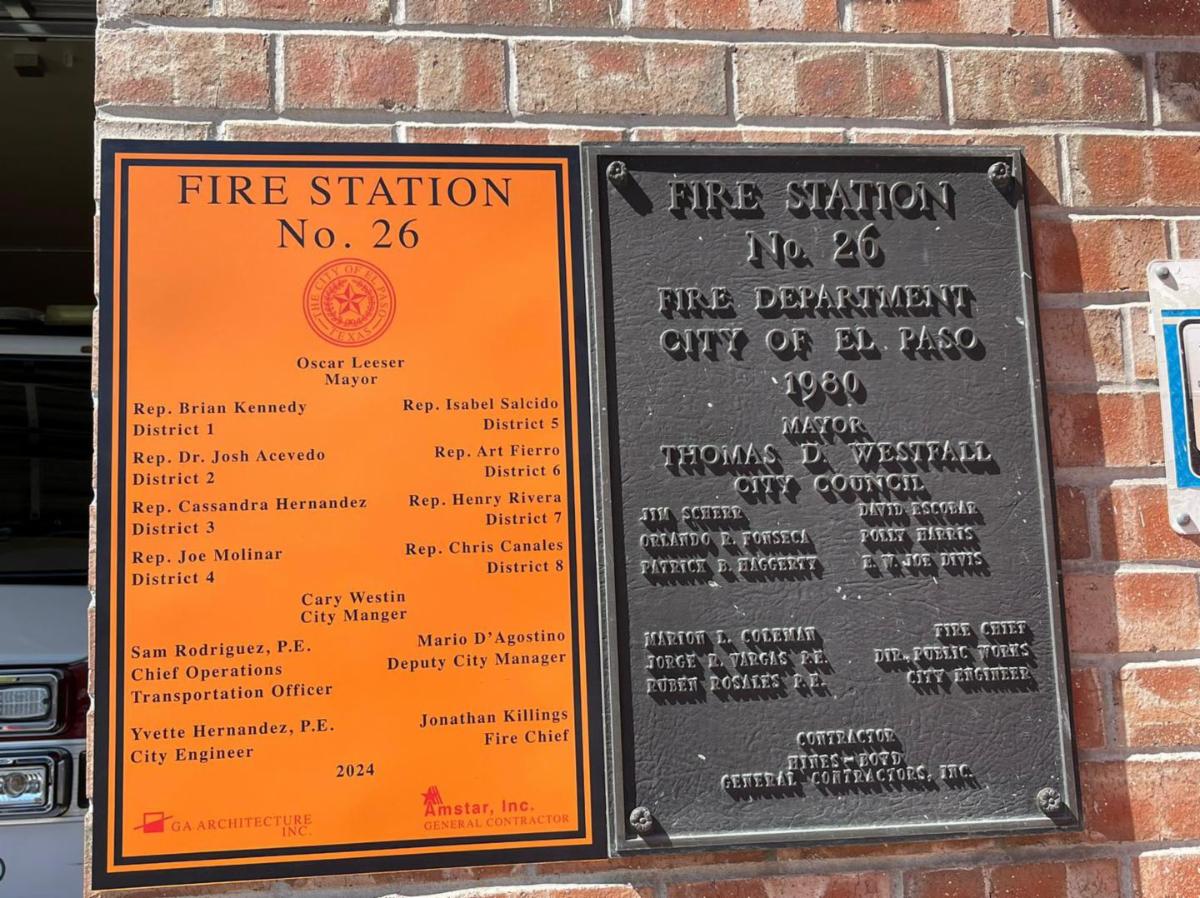 FIRE STATION
No. 26
THE CITY OF EL PASO
TEXAS
Oscar Leeser
Mayor
Rep. Brian Kennedy
District 1
Rep. Isabel Salcido
District 5
Rep. Dr. Josh Acevedo
District 2
Rep. Art Fierro
District 6
Rep. Cassandra Hernandez
District 3
Rep. Henry Rivera
District 7
Rep. Joe Molinar
District 4
Rep. Chris Canales
District 8
Cary Westin
City Manger
Sam Rodriguez, P.E.
Chief Operations
Transportation Officer
Mario D'Agostino
Deputy City Manager
Yvette Hernandez, P.E.
City Engineer
Jonathan Killings
Fire Chief
2024
GA ARCHITECTURE
INC.
Amstar, Inc.
GENERAL CONTRACTOR
FIRE STATION
No. 26
FIRE DEPARTMENT
CITY OF EL PASO
1980
MAYOR
THOMAS D. WESTFALL
CITY COUNCIL
JIM SCHERR
ORLANDO R. FONSECA
PATRICK B. HAGGERTY
DAVID ESCOBAR
POLLY HARRIS
E. W. JOE DIVIS
MARION L. COLEMAN FIRE CHIEF
JORGE R. VARGAS P.E. DIR. PUBLIC WORKS
RUBEN ROSALES P.E. CITY ENGINEER
CONTRACTOR
HINES-BOYD
GENERAL CONTRACTORS, INC.